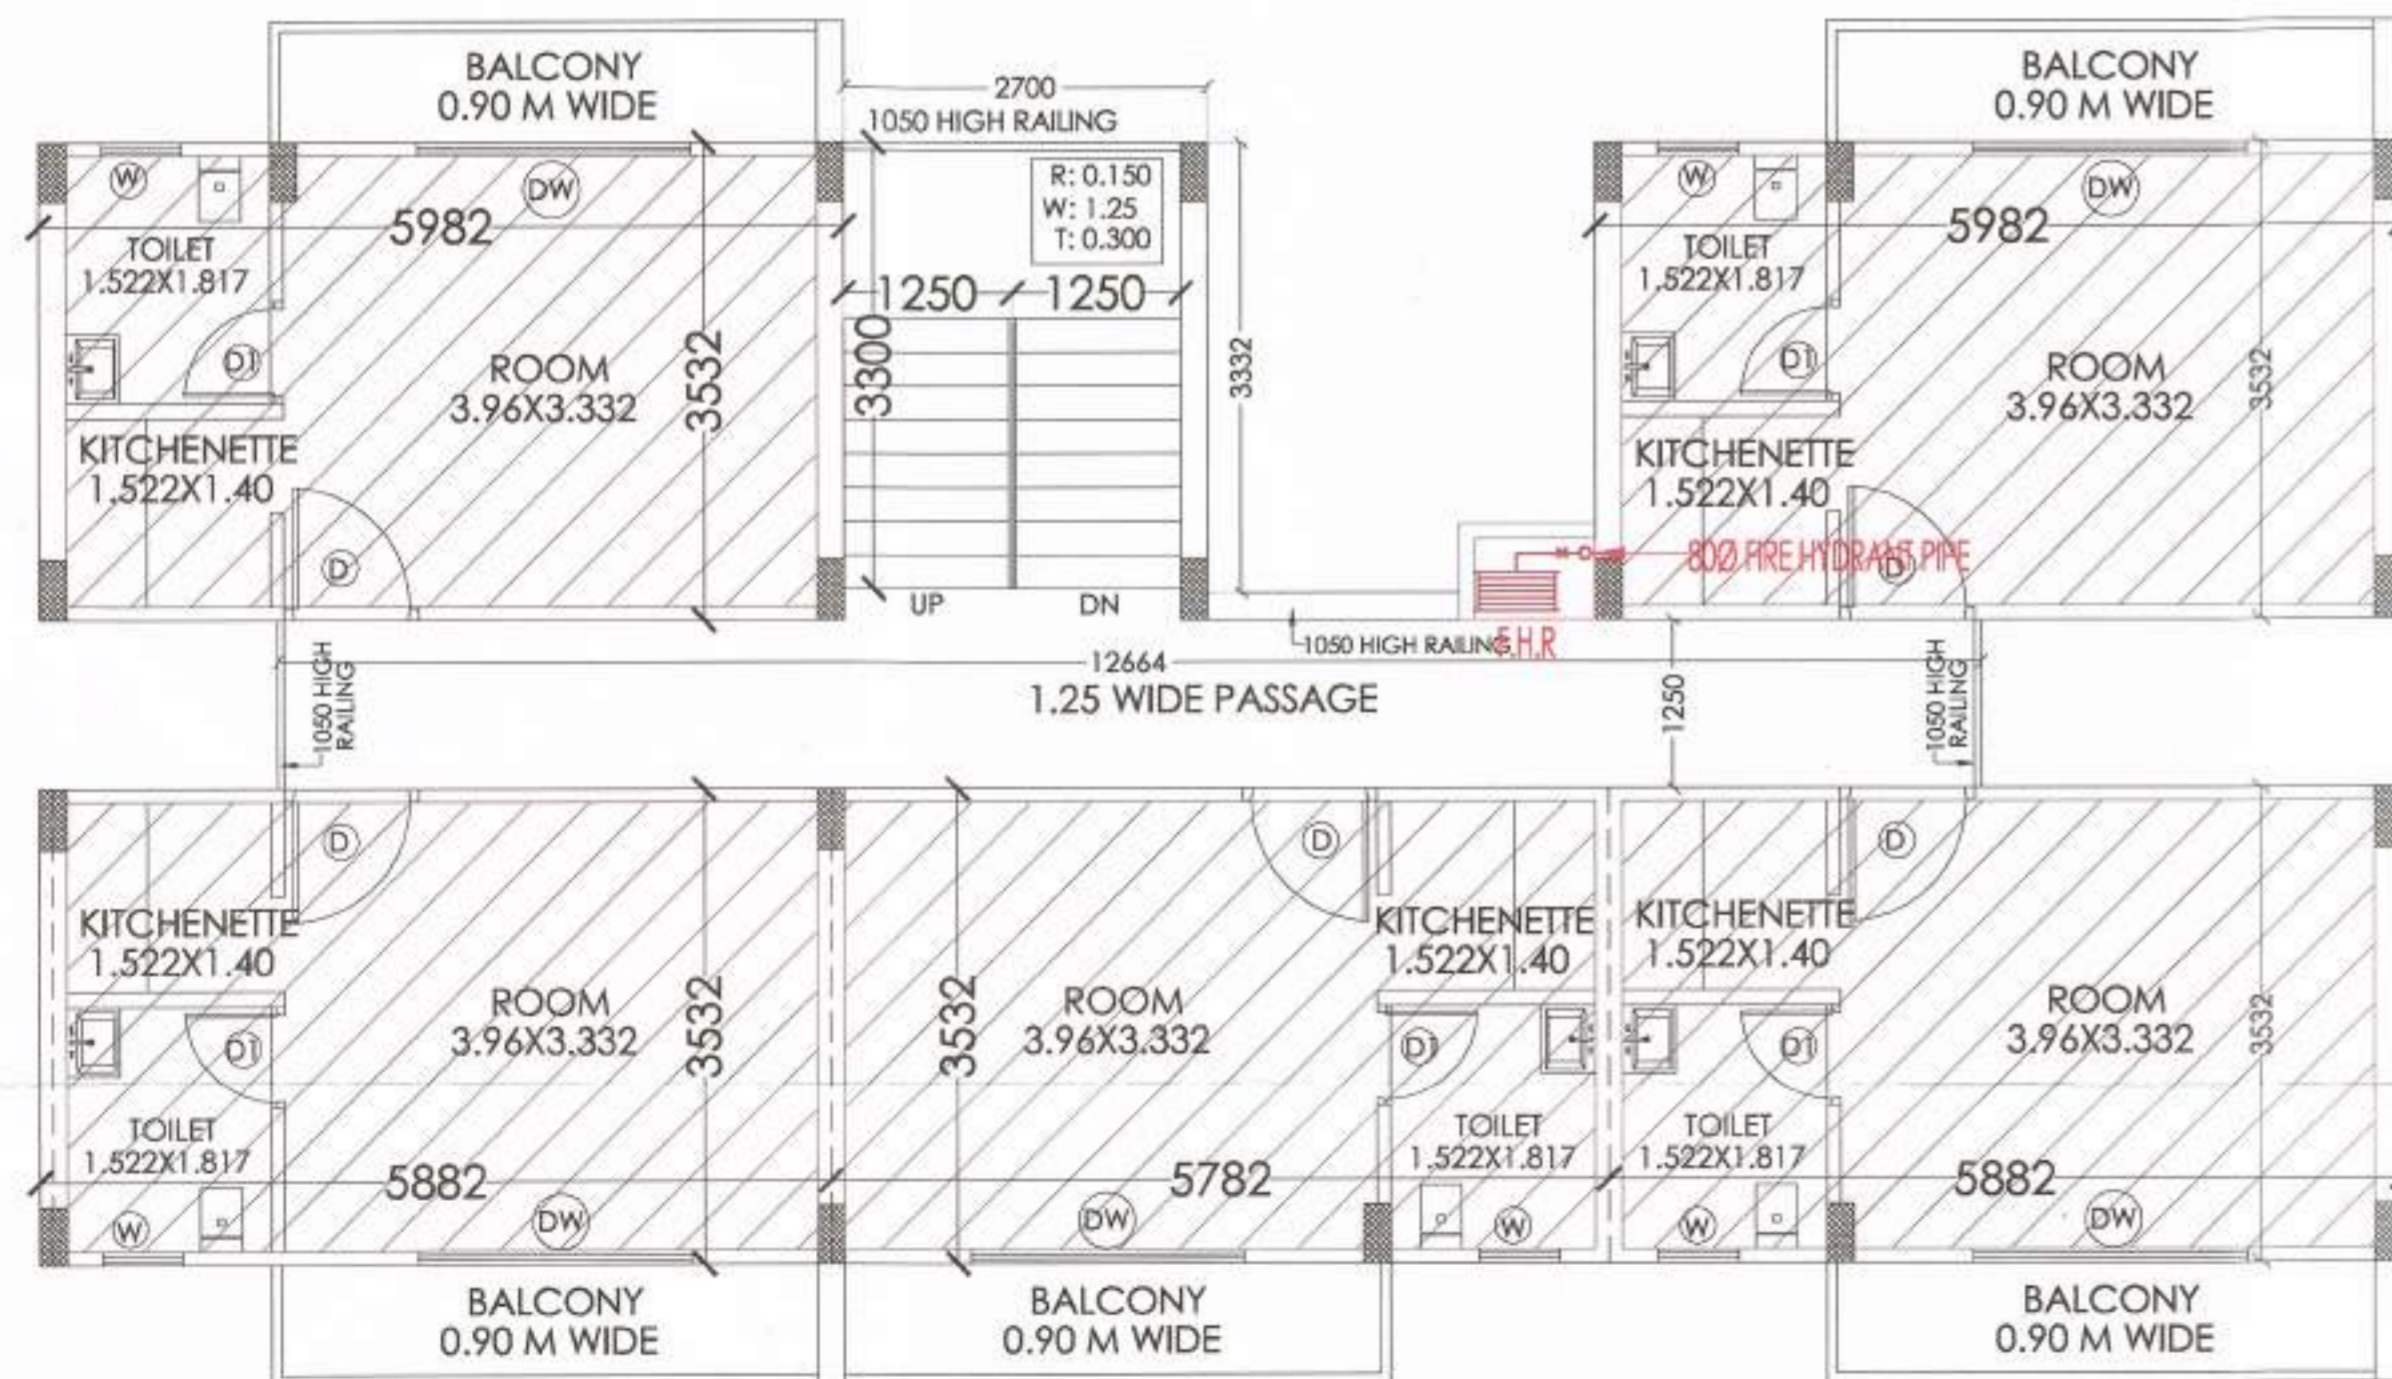 BALCONY
0.90 M WIDE
2700
1050 HIGH RAILING
BALCONY
0.90 M WIDE
W
DW
R: 0.150
W: 1.25
T: 0.300
W
DW
5982
5982
TOILET
1.522X1.817
1250
1250
TOILET
1.522X1.817
D1
ROOM
3.96X3.332
3532
3300
3332
D1
ROOM
3.96X3.332
3532
KITCHENETTE
1.522X1.40
KITCHENETTE
1.522X1.40
D
80Ø FIRE HYDRANT PIPE
D
UP
DN
1050 HIGH RAILING
F.H.R
1050 HIGH
RAILING
12664
1.25 WIDE PASSAGE
1250
1050 HIGH
RAILING
D
D
D
KITCHENETTE
1.522X1.40
KITCHENETTE
1.522X1.40
KITCHENETTE
1.522X1.40
ROOM
3.96X3.332
3532
3532
ROOM
3.96X3.332
ROOM
3.96X3.332
3532
D1
D1
D1
TOILET
1.522X1.817
TOILET
1.522X1.817
TOILET
1.522X1.817
5882
5782
5882
W
DW
DW
W
W
DW
BALCONY
0.90 M WIDE
BALCONY
0.90 M WIDE
BALCONY
0.90 M WIDE